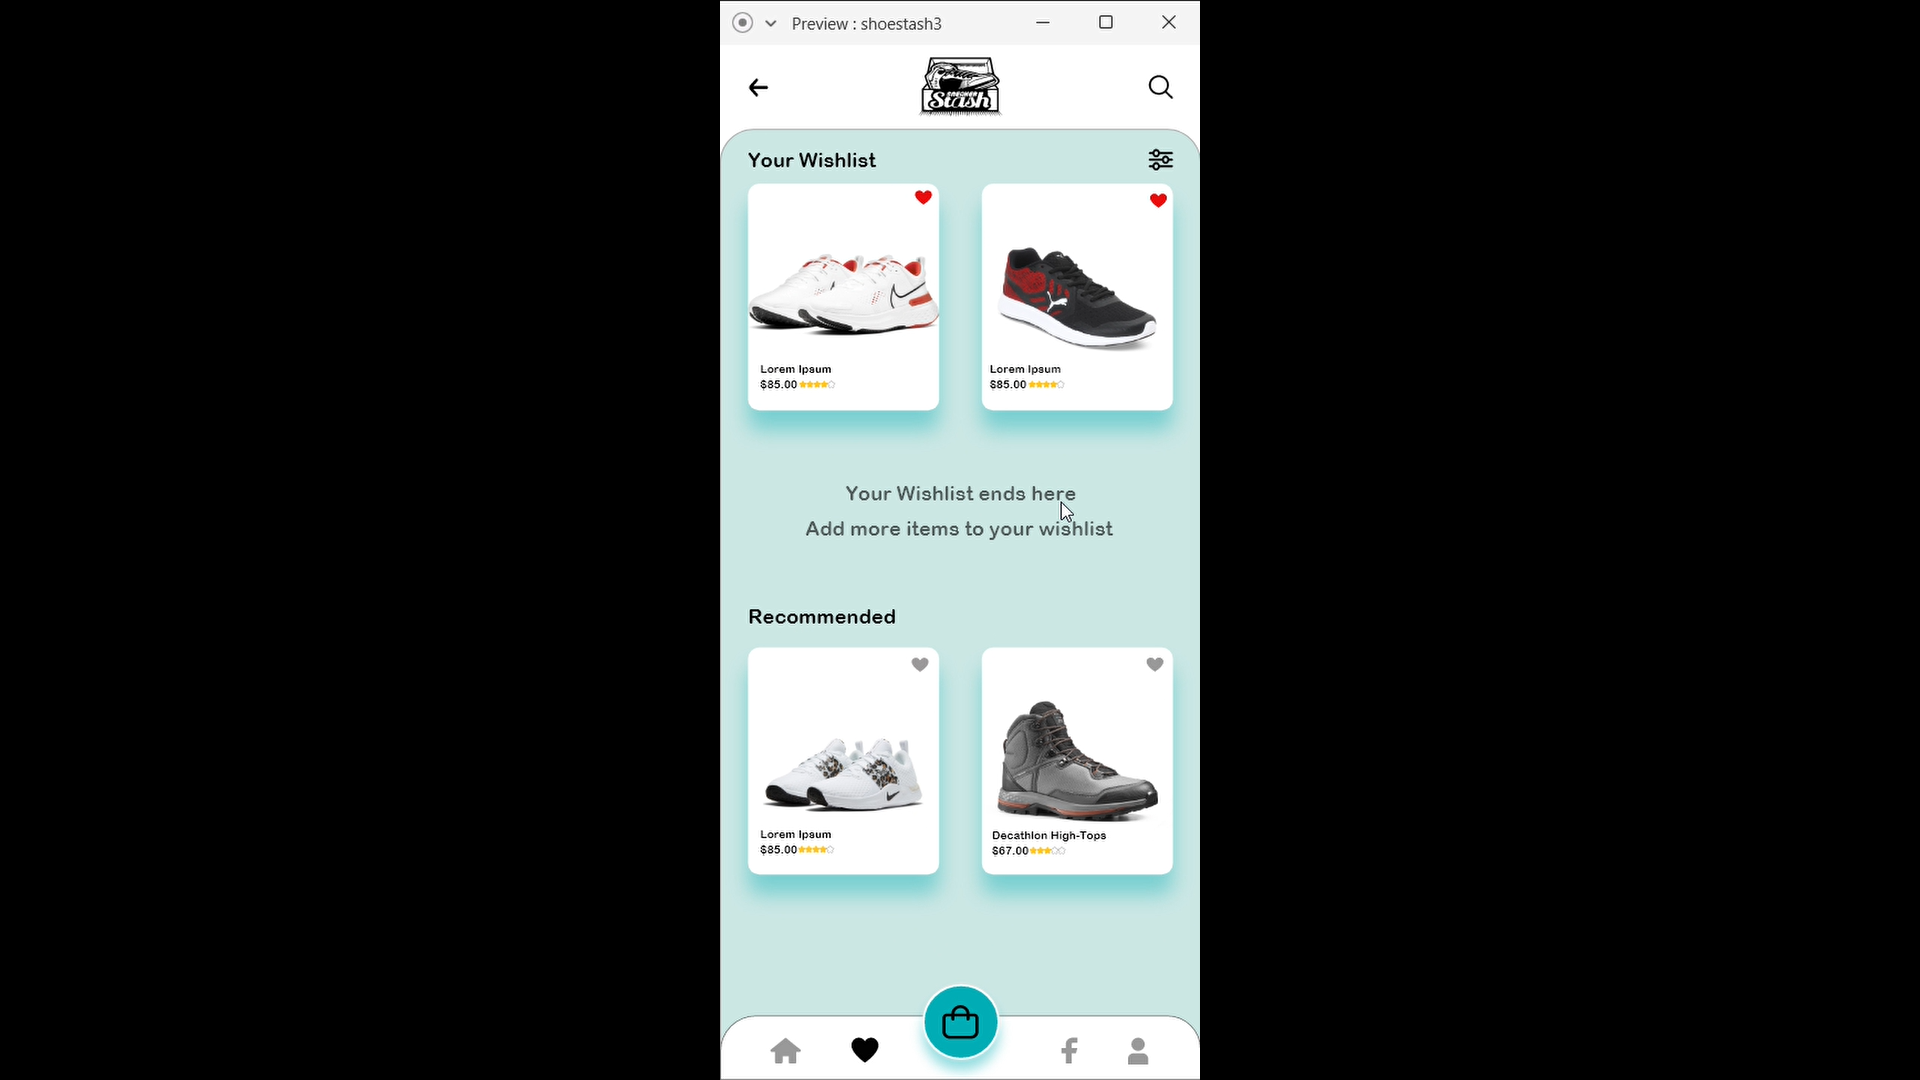 Preview : shoestash3
SNEAKER
Stash
Your Wishlist
Lorem Ipsum
$85.00
Lorem Ipsum
$85.00
Your Wishlist ends here
Add more items to your wishlist
Recommended
Lorem Ipsum
$85.00
Decathlon High-Tops
$67.00